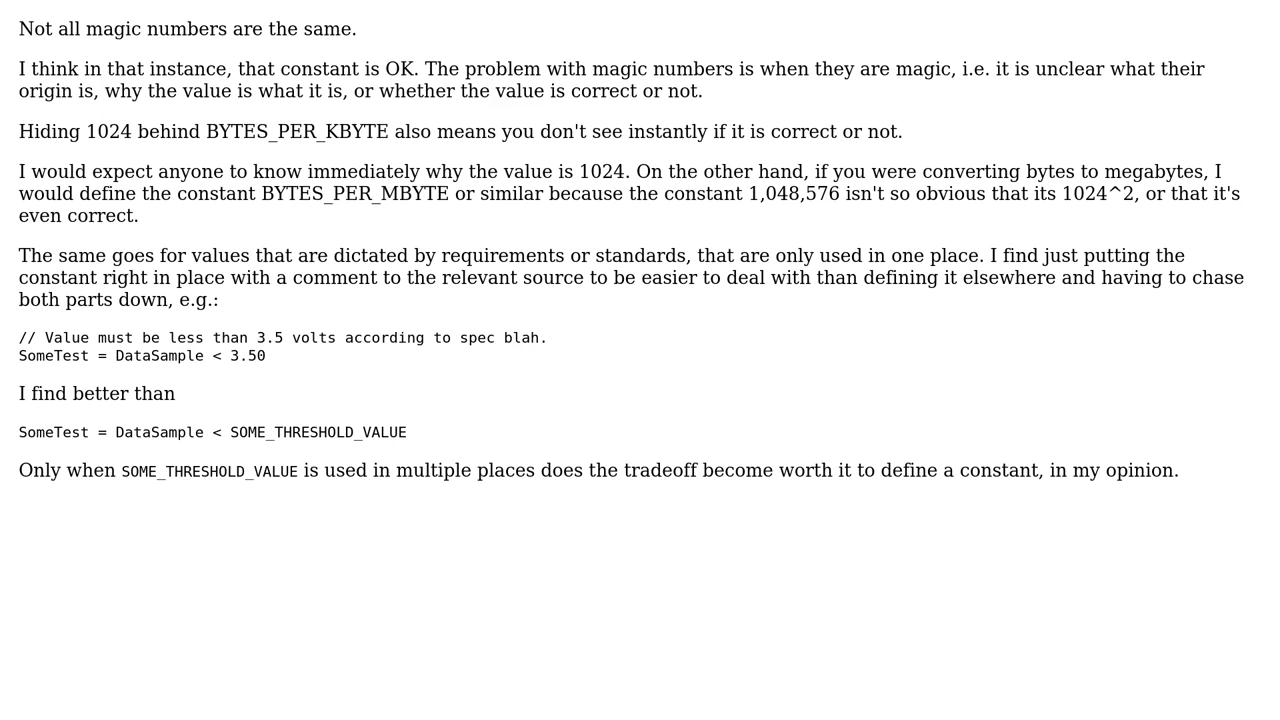 Not all magic numbers are the same.
I think in that instance, that constant is OK. The problem with magic numbers is when they are magic, i.e. it is unclear what their
origin is, why the value is what it is, or whether the value is correct or not.
Hiding 1024 behind BYTES_PER_KBYTE also means you don't see instantly if it is correct or not.
I would expect anyone to know immediately why the value is 1024. On the other hand, if you were converting bytes to megabytes, I
would define the constant BYTES_PER_MBYTE or similar because the constant 1,048,576 isn't so obvious that its 1024^2, or that it's
even correct.
The same goes for values that are dictated by requirements or standards, that are only used in one place. I find just putting the
constant right in place with a comment to the relevant source to be easier to deal with than defining it elsewhere and having to chase
both parts down, e.g.:
// Value must be less than 3.5 volts according to spec blah.
SomeTest = DataSample < 3.50
I find better than
SomeTest = DataSample < SOME_THRESHOLD_VALUE
Only when SOME_THRESHOLD_VALUE is used in multiple places does the tradeoff become worth it to define a constant, in my opinion.